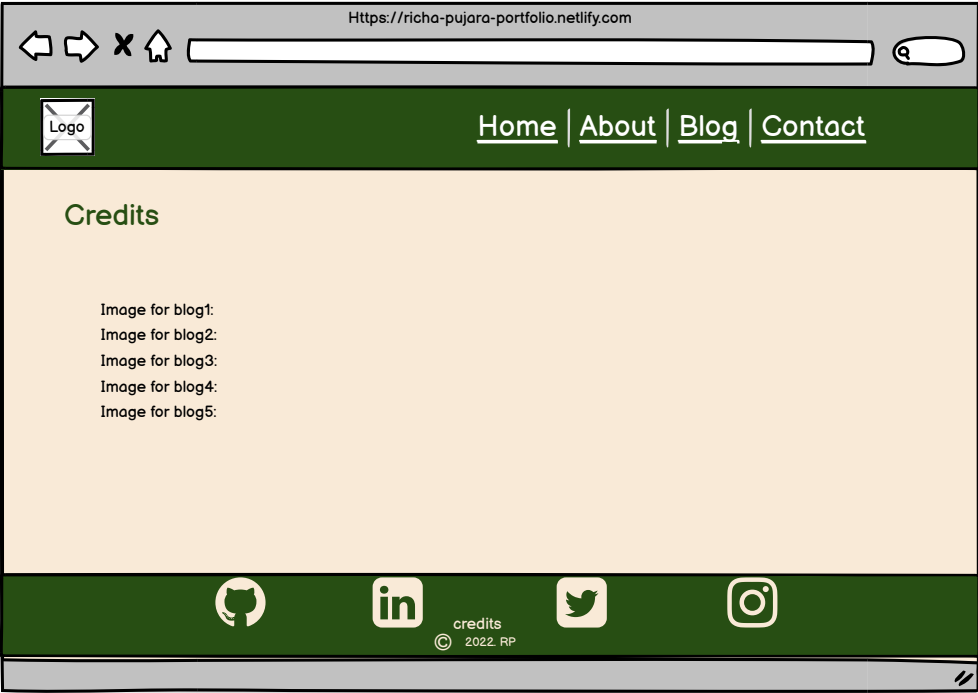 Https://richa-pujara-portfolio.netlify.com
Logo
Home | About | Blog | Contact
Credits
Image for blog1:
Image for blog2:
Image for blog3:
Image for blog4:
Image for blog5:
in
credits
© 2022. RP